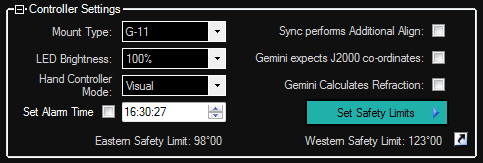 Controller Settings
Mount Type: G-11 Sync performs Additional Align:
LED Brightness: 100% Gemini expects J2000 co-ordinates:
Hand Controller Mode: Visual Gemini Calculates Refraction:
Set Alarm Time 16:30:27 Set Safety Limits
Eastern Safety Limit: 98°00 Western Safety Limit: 123°00